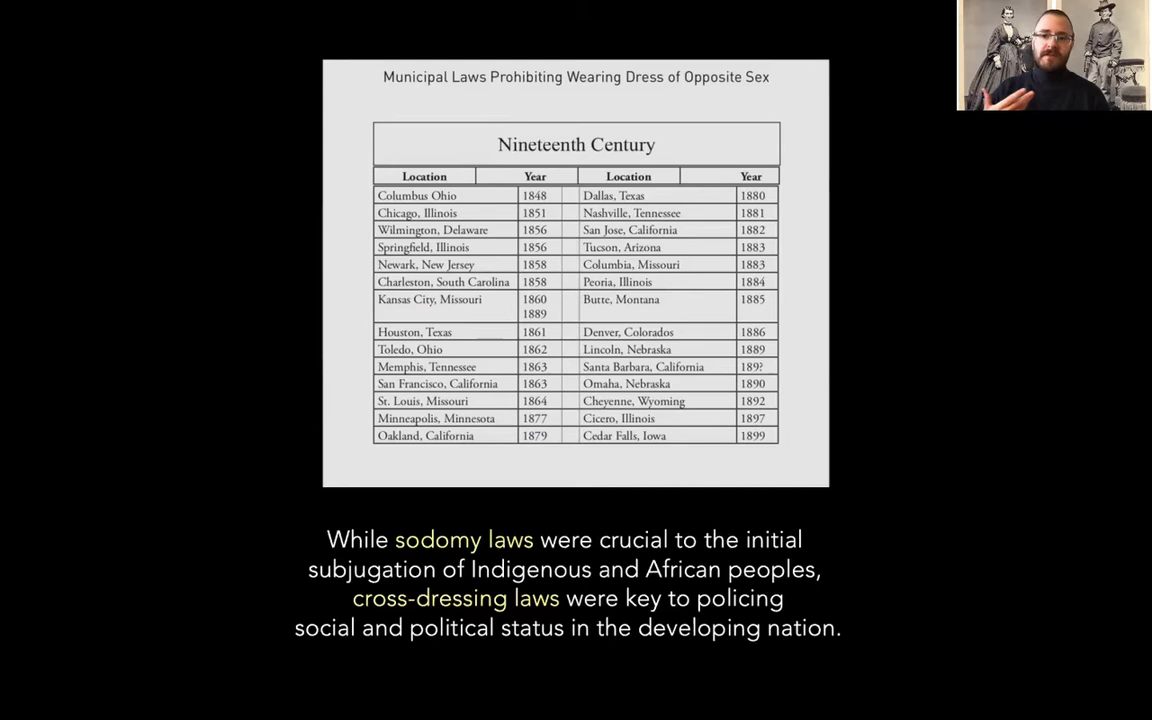 Municipal Laws Prohibiting Wearing Dress of Opposite Sex
Nineteenth Century
Location Year Location Year
Columbus Ohio 1848 Dallas, Texas 1880
Chicago, Illinois 1851 Nashville, Tennessee 1881
Wilmington, Delaware 1856 San Jose, California 1882
Springfield, Illinois 1856 Tucson, Arizona 1883
Newark, New Jersey 1858 Columbia, Missouri 1883
Charleston, South Carolina 1858 Peoria, Illinois 1884
Kansas City, Missouri 1860 Butte, Montana 1885
1889
Houston, Texas 1861 Denver, Colorados 1886
Toledo, Ohio 1862 Lincoln, Nebraska 1889
Memphis, Tennessee 1863 Santa Barbara, California 189?
San Francisco, California 1863 Omaha, Nebraska 1890
St. Louis, Missouri 1864 Cheyenne, Wyoming 1892
Minneapolis, Minnesota 1877 Cicero, Illinois 1897
Oakland, California 1879 Cedar Falls, Iowa 1899
While sodomy laws were crucial to the initial
subjugation of Indigenous and African peoples,
cross-dressing laws were key to policing
social and political status in the developing nation.